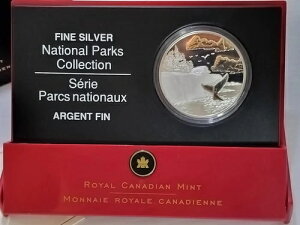 FINE SILVER
National Parks
Collection
Série
Parcs nationaux
ARGENT FIN
ROYAL CANADIAN MINT
MONNAIE ROYALE CANADIENNE